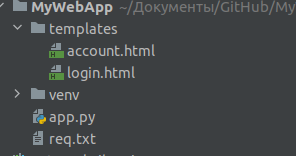 MyWebApp ~/Документы/GitHub/My
templates
account.html
login.html
venv
app.py
req.txt